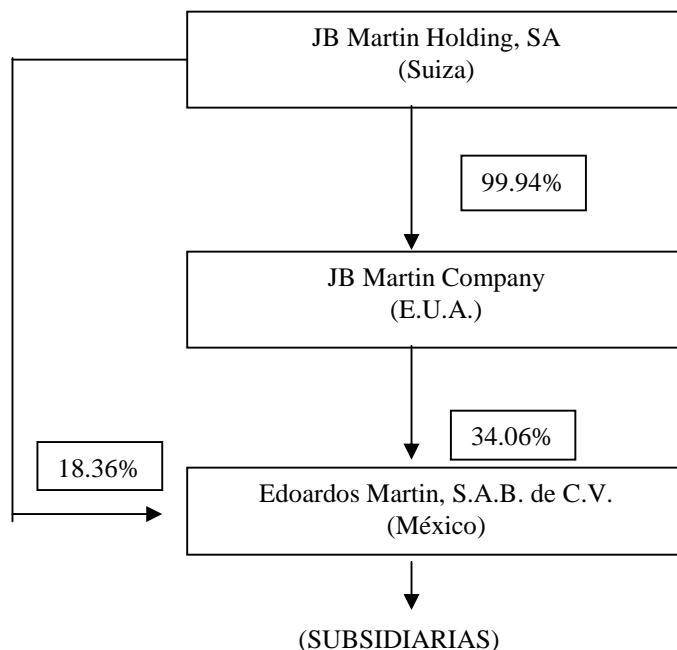 JB Martin Holding, SA
(Suiza)
99.94%
JB Martin Company
(E.U.A.)
34.06%
18.36%
Edoardos Martin, S.A.B. de C.V.
(México)
(SUBSIDIARIAS)